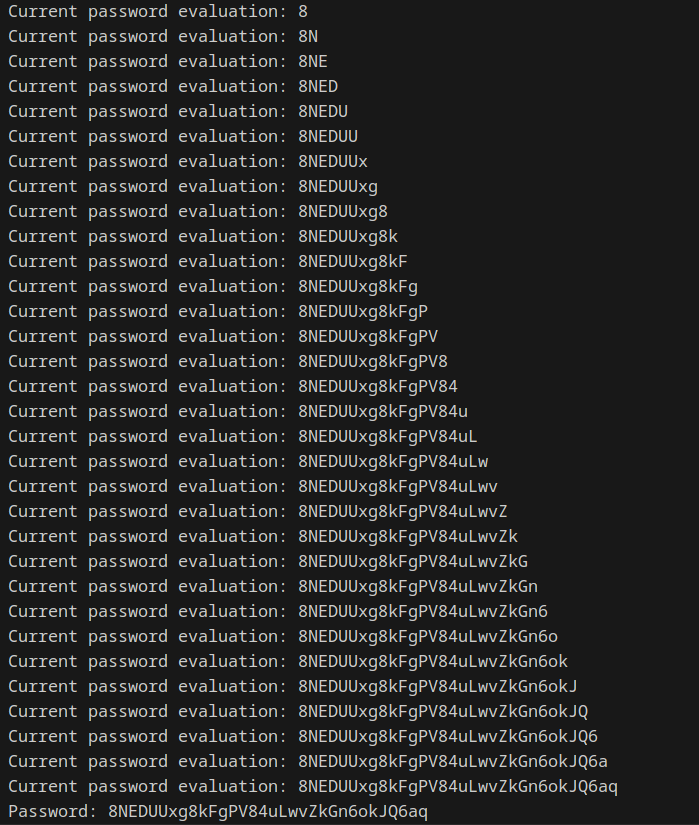 Current password evaluation: 8
Current password evaluation: 8N
Current password evaluation: 8NE
Current password evaluation: 8NED
Current password evaluation: 8NEDU
Current password evaluation: 8NEDUU
Current password evaluation: 8NEDUUx
Current password evaluation: 8NEDUUxg
Current password evaluation: 8NEDUUxg8
Current password evaluation: 8NEDUUxg8k
Current password evaluation: 8NEDUUxg8kF
Current password evaluation: 8NEDUUxg8kFg
Current password evaluation: 8NEDUUxg8kFgP
Current password evaluation: 8NEDUUxg8kFgPV
Current password evaluation: 8NEDUUxg8kFgPV8
Current password evaluation: 8NEDUUxg8kFgPV84
Current password evaluation: 8NEDUUxg8kFgPV84u
Current password evaluation: 8NEDUUxg8kFgPV84uL
Current password evaluation: 8NEDUUxg8kFgPV84uLw
Current password evaluation: 8NEDUUxg8kFgPV84uLwv
Current password evaluation: 8NEDUUxg8kFgPV84uLwvZ
Current password evaluation: 8NEDUUxg8kFgPV84uLwvZk
Current password evaluation: 8NEDUUxg8kFgPV84uLwvZkG
Current password evaluation: 8NEDUUxg8kFgPV84uLwvZkGn
Current password evaluation: 8NEDUUxg8kFgPV84uLwvZkGn6
Current password evaluation: 8NEDUUxg8kFgPV84uLwvZkGn6o
Current password evaluation: 8NEDUUxg8kFgPV84uLwvZkGn6ok
Current password evaluation: 8NEDUUxg8kFgPV84uLwvZkGn6okJ
Current password evaluation: 8NEDUUxg8kFgPV84uLwvZkGn6okJQ
Current password evaluation: 8NEDUUxg8kFgPV84uLwvZkGn6okJQ6
Current password evaluation: 8NEDUUxg8kFgPV84uLwvZkGn6okJQ6a
Current password evaluation: 8NEDUUxg8kFgPV84uLwvZkGn6okJQ6aq
Password: 8NEDUUxg8kFgPV84uLwvZkGn6okJQ6aq